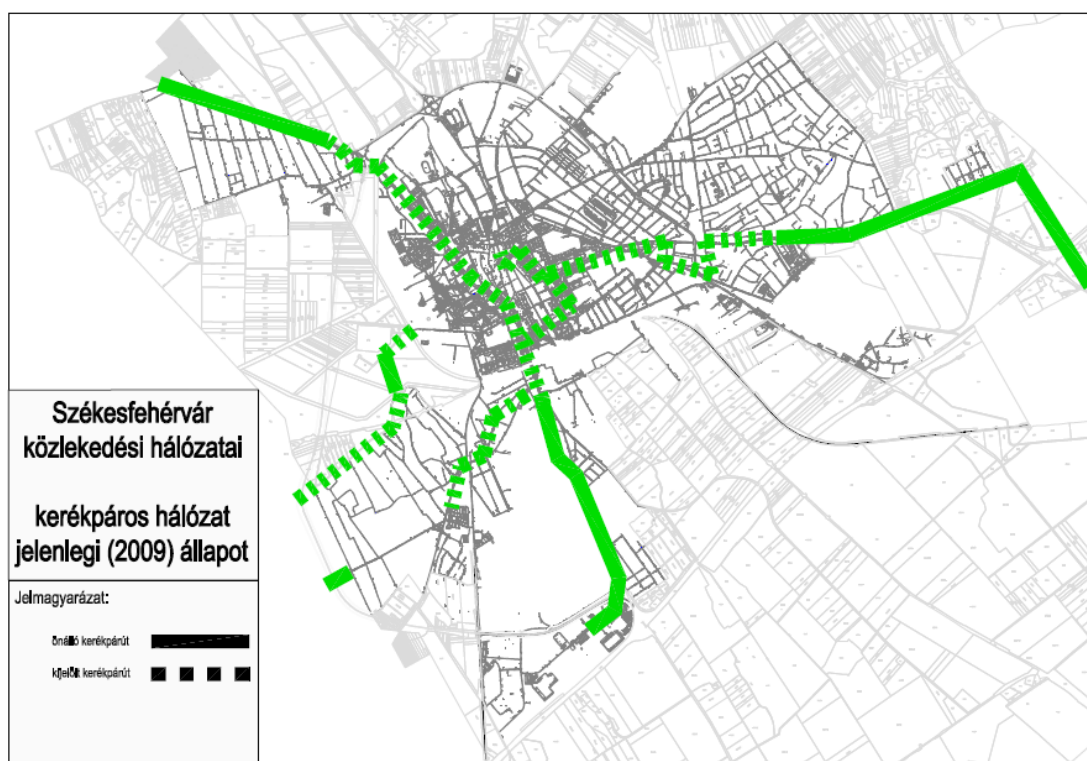 Székesfehérvár
közlekedési hálózatai
kerékpáros hálózat
jelenlegi (2009) állapot
Jelmagyarázat:
önálló kerékpárút
kijelölt kerékpárút